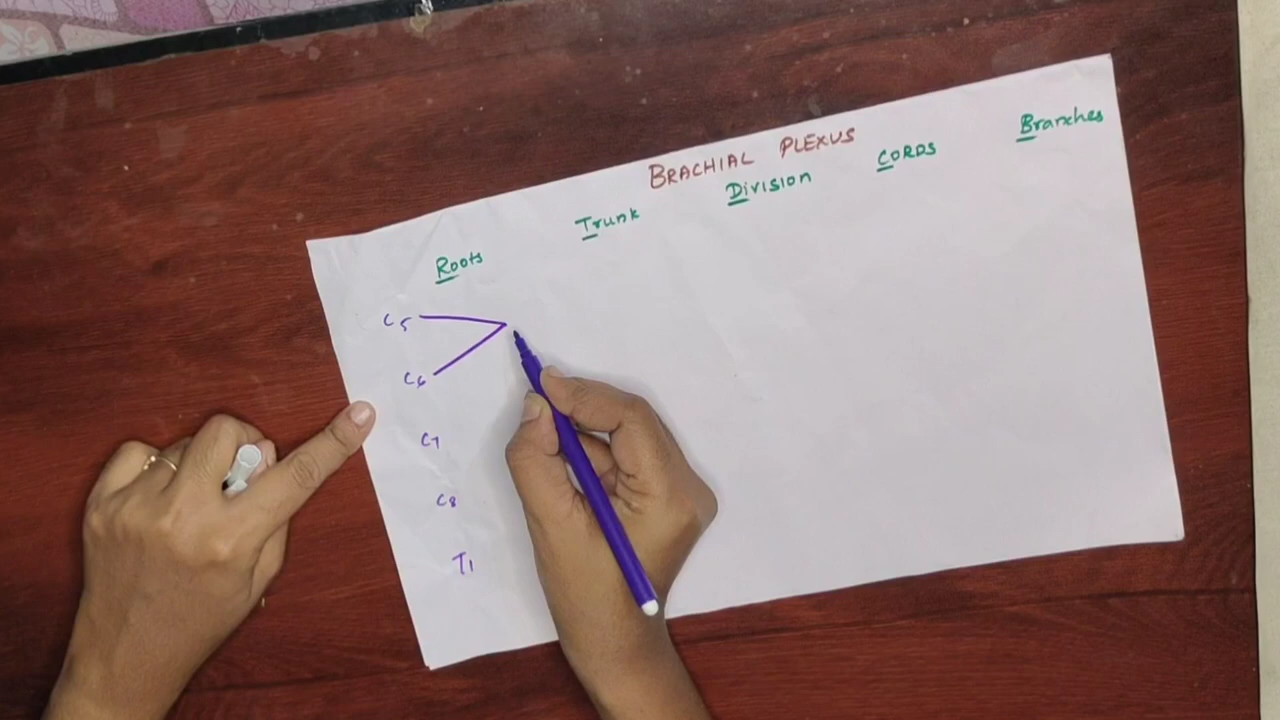 BRACHIAL PLEXUS
Roots Trunk Division CORDS Branches
C5
C6
C7
C8
T1